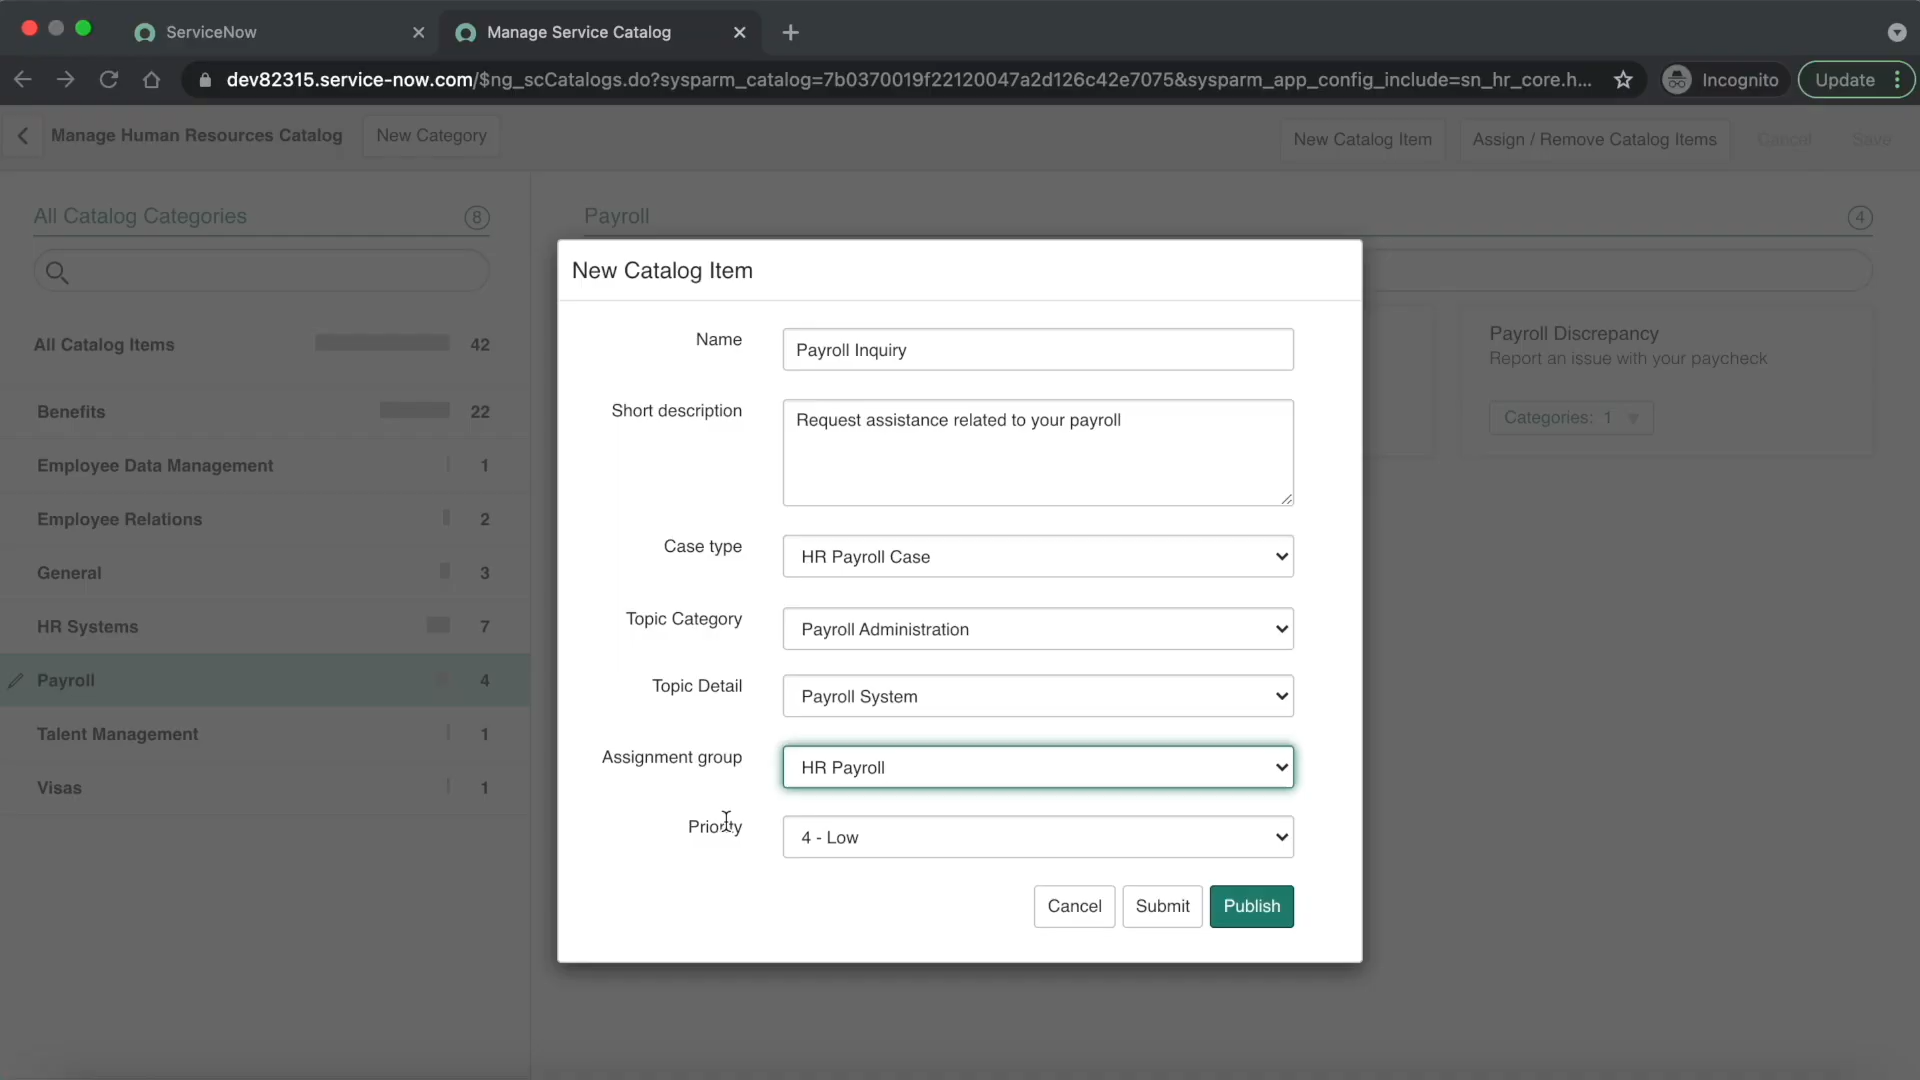 ServiceNow
Manage Service Catalog
dev82315.service-now.com/$ng_scCatalogs.do?sysparm_catalog=7b0370019f22120047a2d126c42e7075&sysparm_app_config_include=sn_hr_core.h...
Incognito
Update
Manage Human Resources Catalog
New Category
New Catalog Item
Assign / Remove Catalog Items
Cancel
Save
All Catalog Categories
8
Payroll
4
All Catalog Items 42
Benefits 22
Employee Data Management 1
Employee Relations 2
General 3
HR Systems 7
Payroll 4
Talent Management 1
Visas 1
Payroll Discrepancy
Report an issue with your paycheck
Categories: 1
New Catalog Item
Name
Payroll Inquiry
Short description
Request assistance related to your payroll
Case type
HR Payroll Case
Topic Category
Payroll Administration
Topic Detail
Payroll System
Assignment group
HR Payroll
Priority
4 - Low
Cancel
Submit
Publish